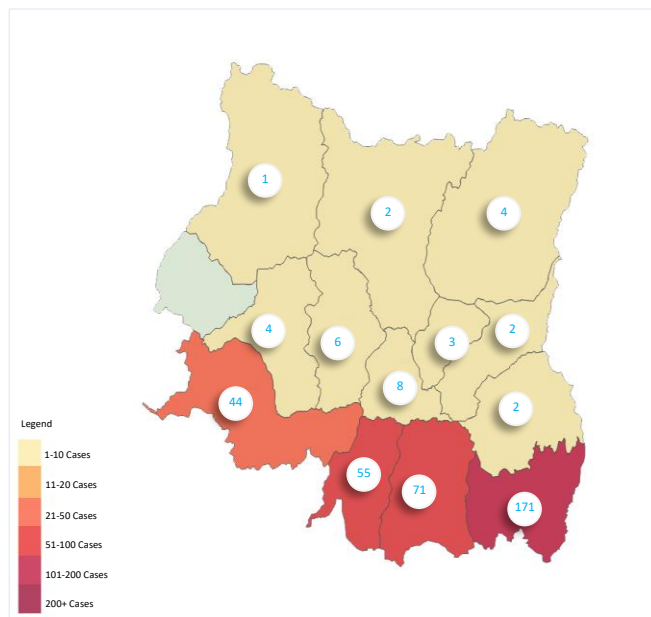 1
2
4
4
6
3
2
8
2
44
55
71
171
Legend
1-10 Cases
11-20 Cases
21-50 Cases
51-100 Cases
101-200 Cases
200+ Cases